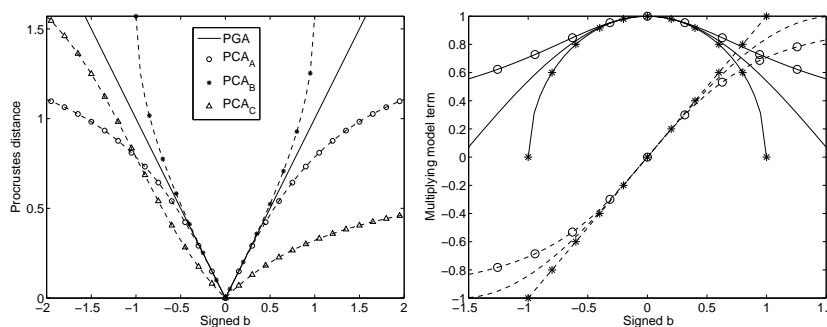 1.5
1
0.5
0
Procrustes distance
−2 −1.5 −1 −0.5 0 0.5 1 1.5 2
Signed b
PGA
PCA_A
PCA_B
PCA_C
1
0.8
0.6
0.4
0.2
0
−0.2
−0.4
−0.6
−0.8
−1
Multiplying model term
−0.5 0 0.5 1 1.5
Signed b